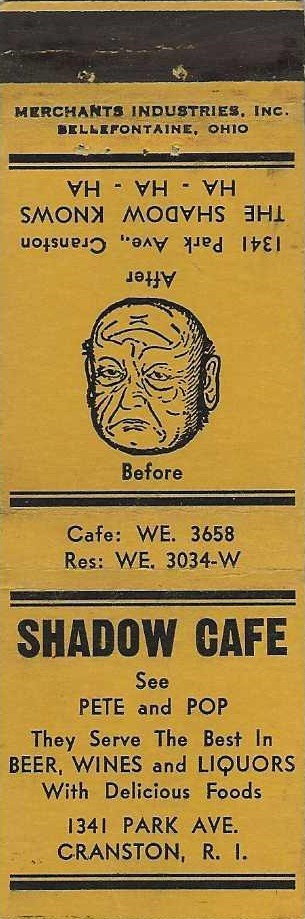 MERCHANTS INDUSTRIES, INC.
BELLEFONTAINE, OHIO
HA - HA - HA
THE SHADOW KNOWS
1341 Park Ave., Cranston
After
Before
Cafe: WE. 3658
Res: WE. 3034-W
SHADOW CAFE
See
PETE and POP
They Serve The Best In
BEER, WINES and LIQUORS
With Delicious Foods
1341 PARK AVE.
CRANSTON, R. I.